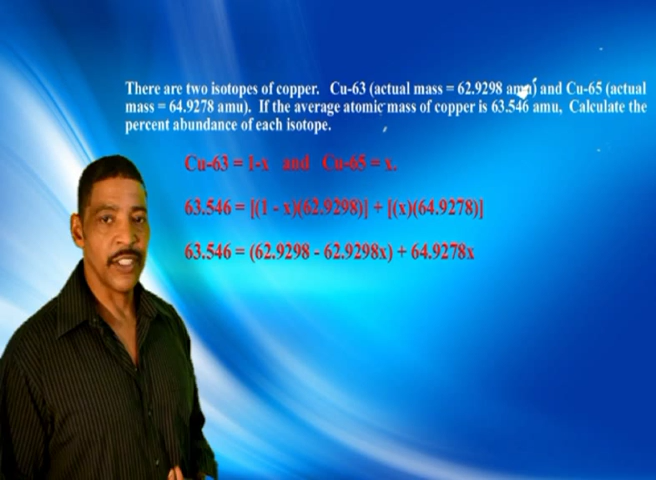 There are two isotopes of copper. Cu-63 (actual mass = 62.9298 amu) and Cu-65 (actual
mass = 64.9278 amu). If the average atomic mass of copper is 63.546 amu, Calculate the
percent abundance of each isotope.
Cu-63 = 1-x and Cu-65 = x.
63.546 = [(1 - x)(62.9298)] + [(x)(64.9278)]
63.546 = (62.9298 - 62.9298x) + 64.9278x